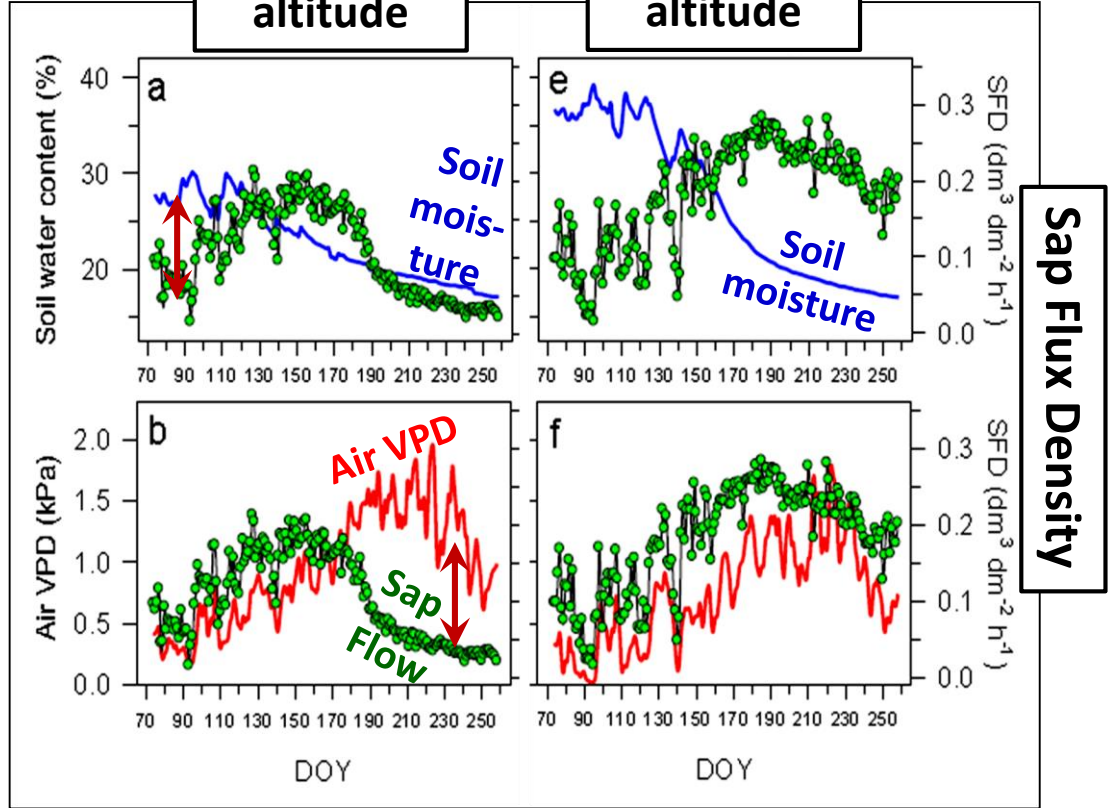 altitude
altitude
a
e
Soil water content (%)
40
30
20
Soil
mois-
ture
Soil
moisture
0.3
0.2
0.1
0.0
SFD (dm³ dm⁻² h⁻¹)
70 90 110 130 150 170 190 210 230 250
70 90 110 130 150 170 190 210 230 250
Sap Flux Density
b
f
Air VPD (kPa)
2.0
1.5
1.0
0.5
0.0
Air VPD
Sap
Flow
0.3
0.2
0.1
0.0
SFD (dm³ dm⁻² h⁻¹)
70 90 110 130 150 170 190 210 230 250
70 90 110 130 150 170 190 210 230 250
DOY
DOY